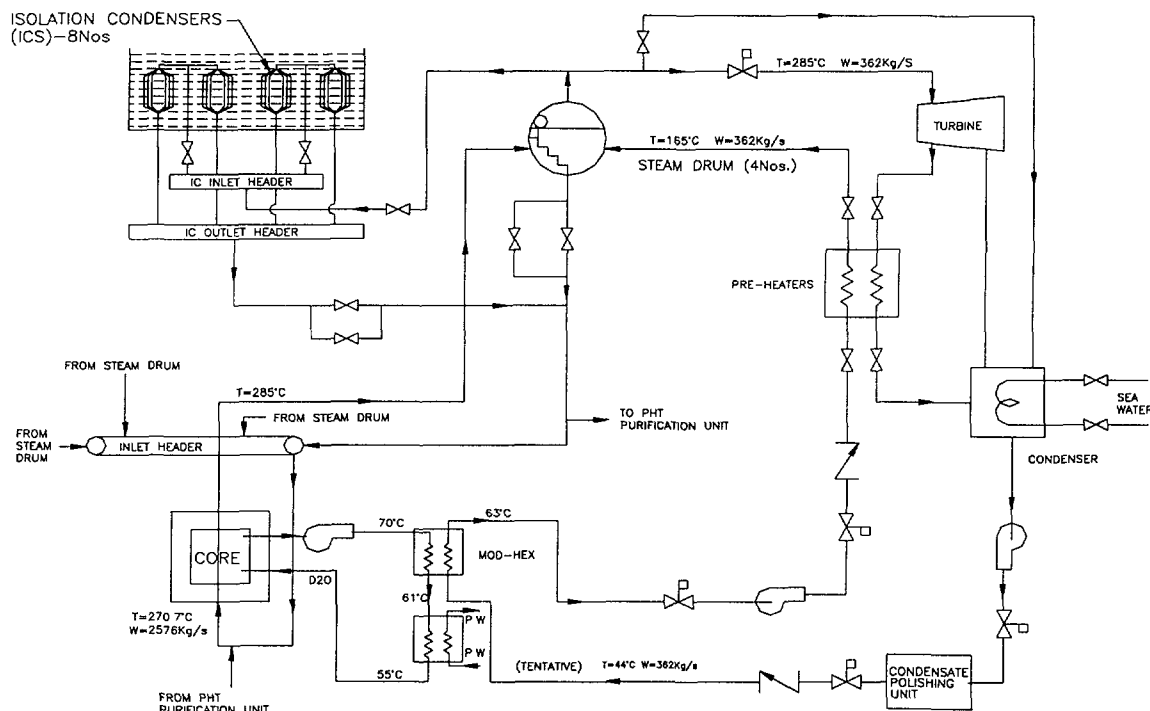 ISOLATION CONDENSERS
(ICS)-8Nos
T=285°C W=362Kg/S
TURBINE
T=165°C W=362Kg/s
STEAM DRUM (4Nos.)
IC INLET HEADER
IC OUTLET HEADER
PRE-HEATERS
FROM STEAM DRUM
T=285°C
FROM STEAM DRUM
TO PHT
PURIFICATION UNIT
SEA
WATER
FROM
STEAM
DRUM
INLET HEADER
CONDENSER
70°C
63°C
CORE
MOD-HEX
D2O
61°C
T=270 7°C
W=2576Kg/s
P W
P W
55°C
(TENTATIVE) T=44°C W=362Kg/s
CONDENSATE
POLISHING
UNIT
FROM PHT
PURIFICATION UNIT